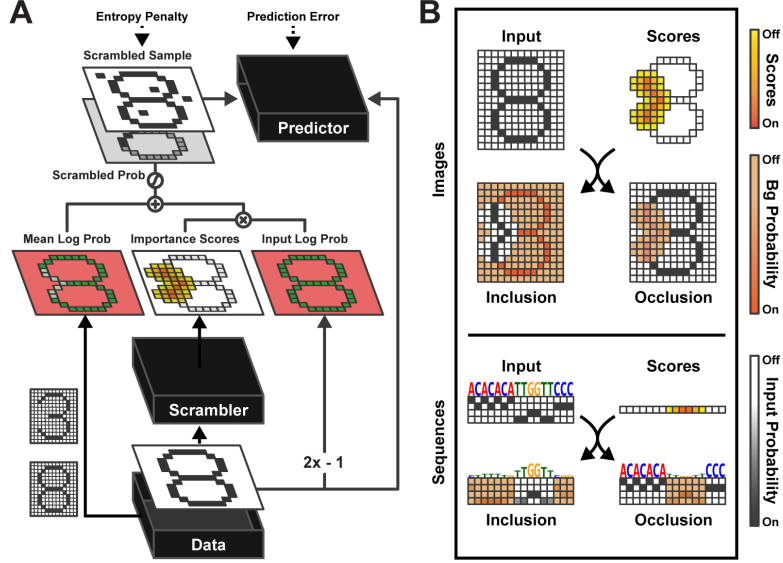 A
Entropy Penalty
Prediction Error
Scrambled Sample
Predictor
Scrambled Prob
Mean Log Prob
Importance Scores
Input Log Prob
Scrambler
2x - 1
Data
B
Images
Input
Scores
Inclusion
Occlusion
Sequences
Input
Scores
ACACACATTGGTTCCC
TTGGTT
ACACACA
CCC
Inclusion
Occlusion
Off
Scores
On
Off
Bg Probability
On
Off
Input Probability
On